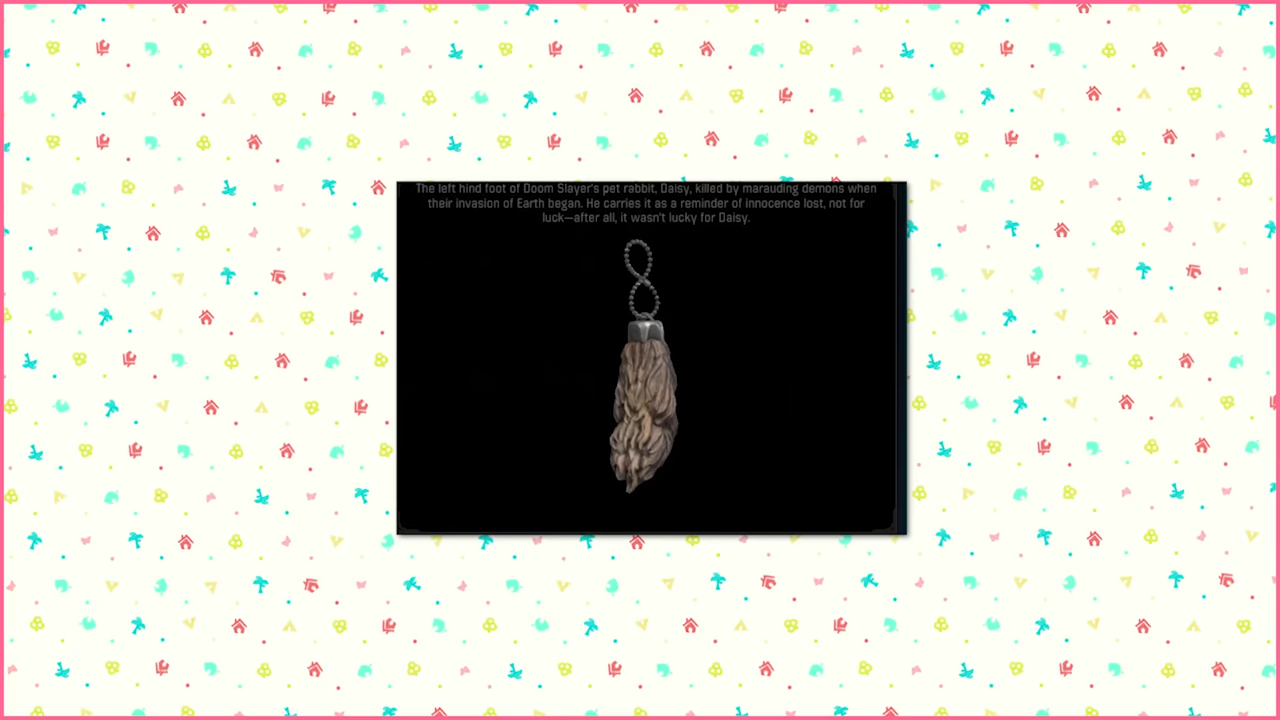 The left hind foot of Doom Slayer's pet rabbit, Daisy, killed by marauding demons when
their invasion of Earth began. He carries it as a reminder of innocence lost, not for
luck—after all, it wasn't lucky for Daisy.